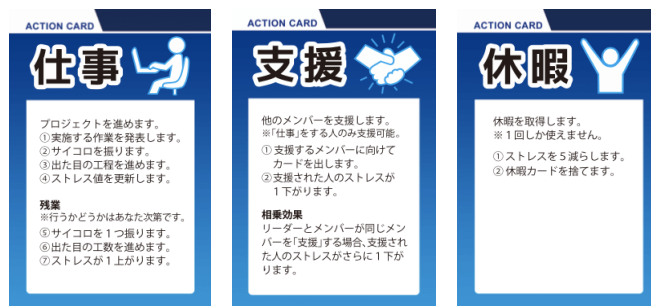 ACTION CARD
仕事
プロジェクトを進めます。
①実施する作業を発表します。
②サイコロを振ります。
③出た目の工程を進めます。
④ストレス値を更新します。
残業
※行うかどうかはあなた次第です。
⑤サイコロを1つ振ります。
⑥出た目の工数を進めます。
⑦ストレスが1上がります。
ACTION CARD
支援
他のメンバーを支援します。
※「仕事」をする人のみ支援可能。
①支援するメンバーに向けて
カードを出します。
②支援された人のストレスが
1下がります。
相乗効果
リーダーとメンバーが同じメン
バーを「支援」する場合、支援され
た人のストレスがさらに1下が
ります。
ACTION CARD
休暇
休暇を取得します。
※1回しか使えません。
①ストレスを5減らします。
②休暇カードを捨てます。